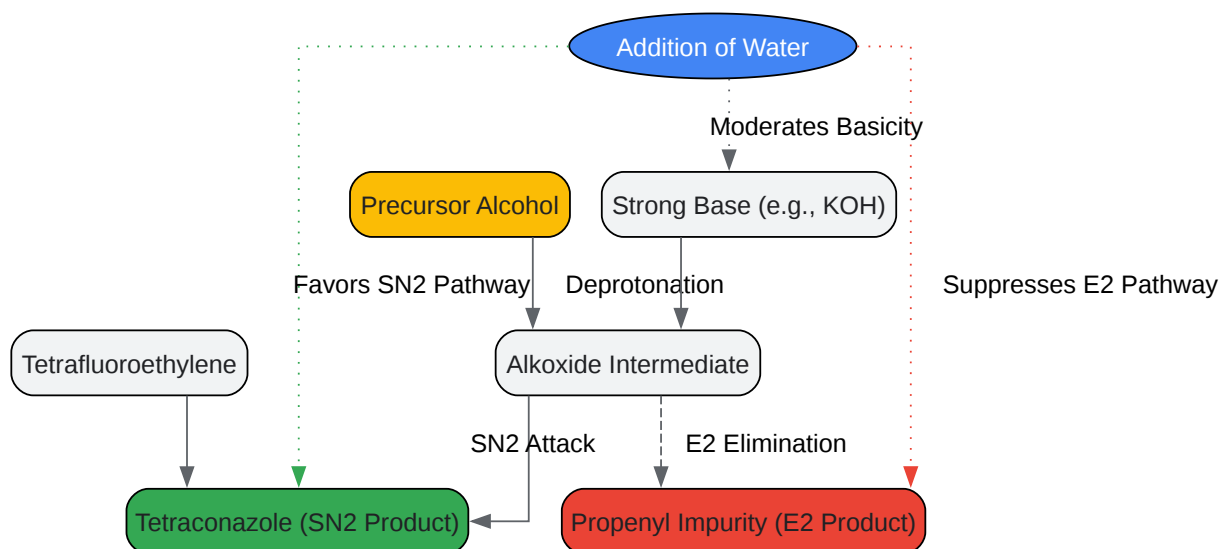 Addition of Water
Moderates Basicity
Precursor Alcohol
Strong Base (e.g., KOH)
Favors SN2 Pathway
Deprotonation
Suppresses E2 Pathway
Tetrafluoroethylene
Alkoxide Intermediate
SN2 Attack
E2 Elimination
Tetraconazole (SN2 Product)
Propenyl Impurity (E2 Product)